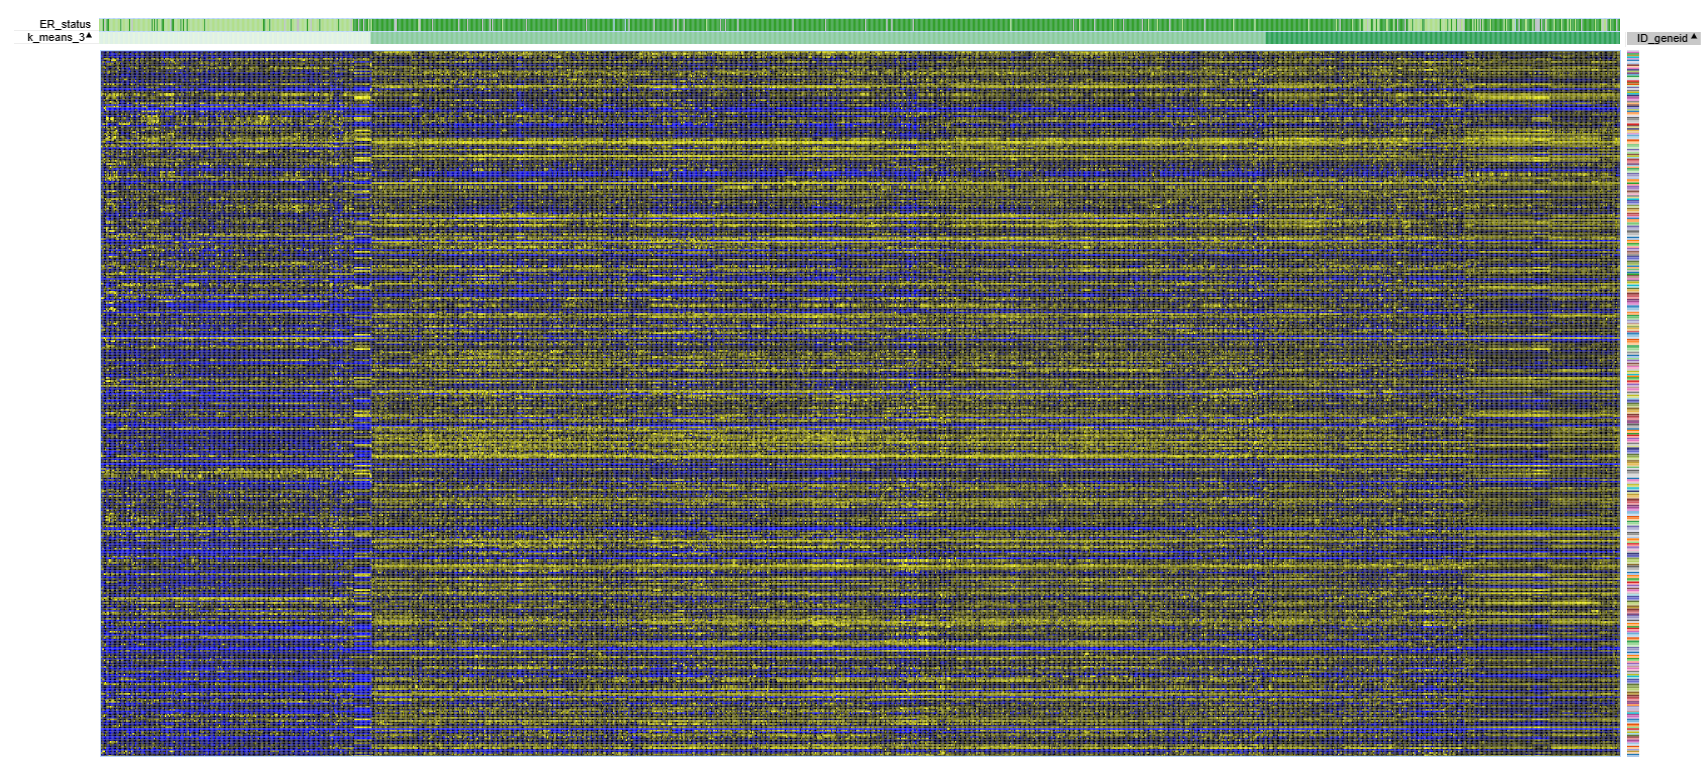 ER_status
k_means_3▲
ID_geneid ▲